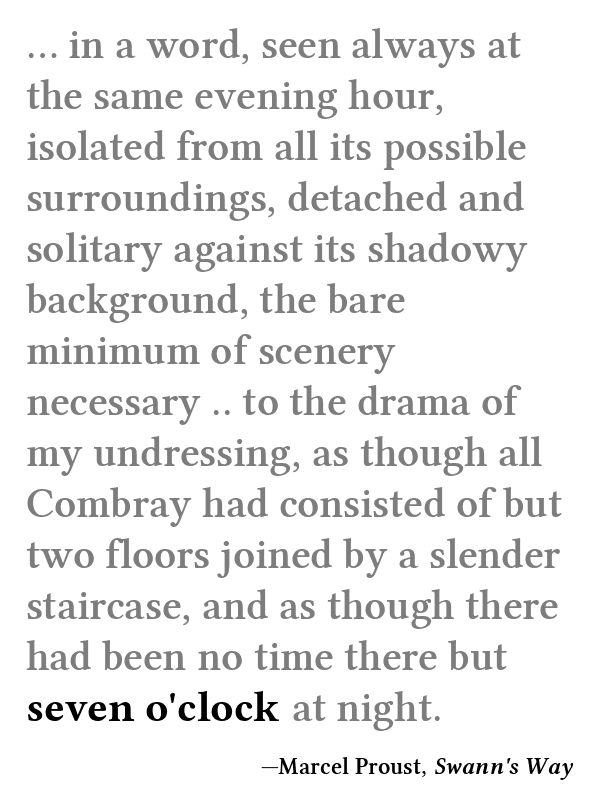 ... in a word, seen always at
the same evening hour,
isolated from all its possible
surroundings, detached and
solitary against its shadowy
background, the bare
minimum of scenery
necessary .. to the drama of
my undressing, as though all
Combray had consisted of but
two floors joined by a slender
staircase, and as though there
had been no time there but
seven o'clock at night.
—Marcel Proust, Swann's Way